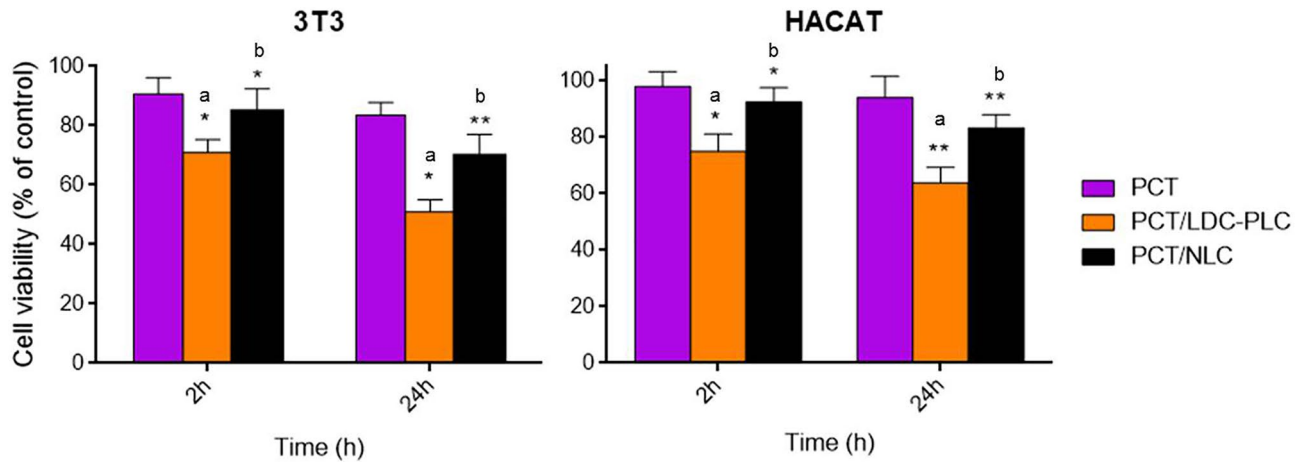 3T3
Cell viability (% of control)
100
80
60
40
20
0
a
*
b
*
a
*
b
**
2h
24h
Time (h)
HACAT
100
80
60
40
20
0
a
*
b
*
a
**
b
**
2h
24h
Time (h)
PCT
PCT/LDC-PLC
PCT/NLC